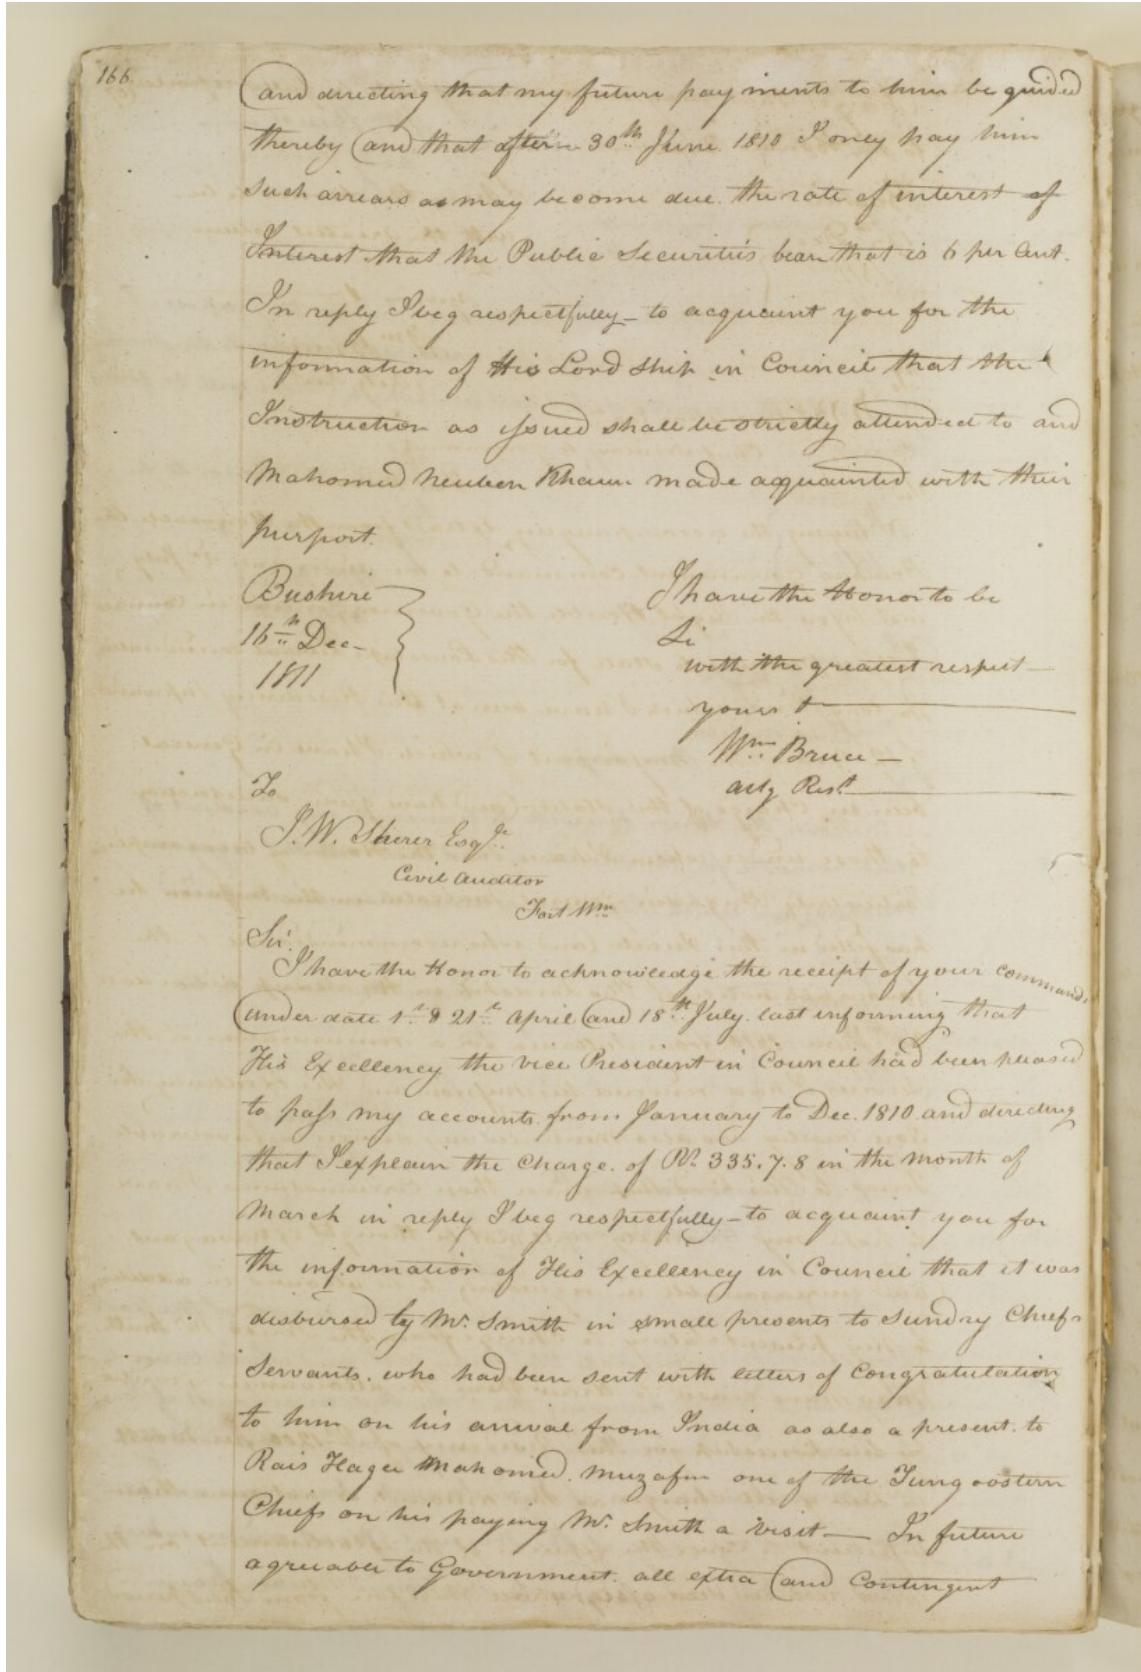 166
and directing that my future payments to him be guided
thereby and that after 30th June 1810 I only pay him
such arrears as may become due the rate of interest of
Interest that the Public Securities bear that is 6 per Cent.
In reply I beg respectfully to acquaint you for the
information of His Lord Ship in Council that the
Instruction as issued shall be strictly attended to and
Mahomed Khaun made acquainted with their
purport.
Bushire
16th Dec
1811
I have the Honor to be
Sir
with the greatest respect
yours &
Wm Bruce
actg Rest
To
J. W. Sherer Esqr.
Civil Auditor
Fort Wm
Sir.
I have the Honor to acknowledge the receipt of your commands
under date 1st & 21st April and 18th July last informing that
His Excellency the vice President in Council had been pleased
to pass my accounts from January to Dec. 1810 and directing
that I explain the charge of Rs 335.7.8 in the month of
March in reply I beg respectfully to acquaint you for
the information of His Excellency in Council that it was
disbursed by Mr. Smith in small presents to Sundry Chiefs
Servants. who had been sent with letters of Congratulation
to him on his arrival from India as also a present to
Rais Hagee Mahomed. Muzafer one of the Tungoostern
Chiefs on his paying Mr. Smith a visit — In future
agreeable to Government. all extra and Contingent